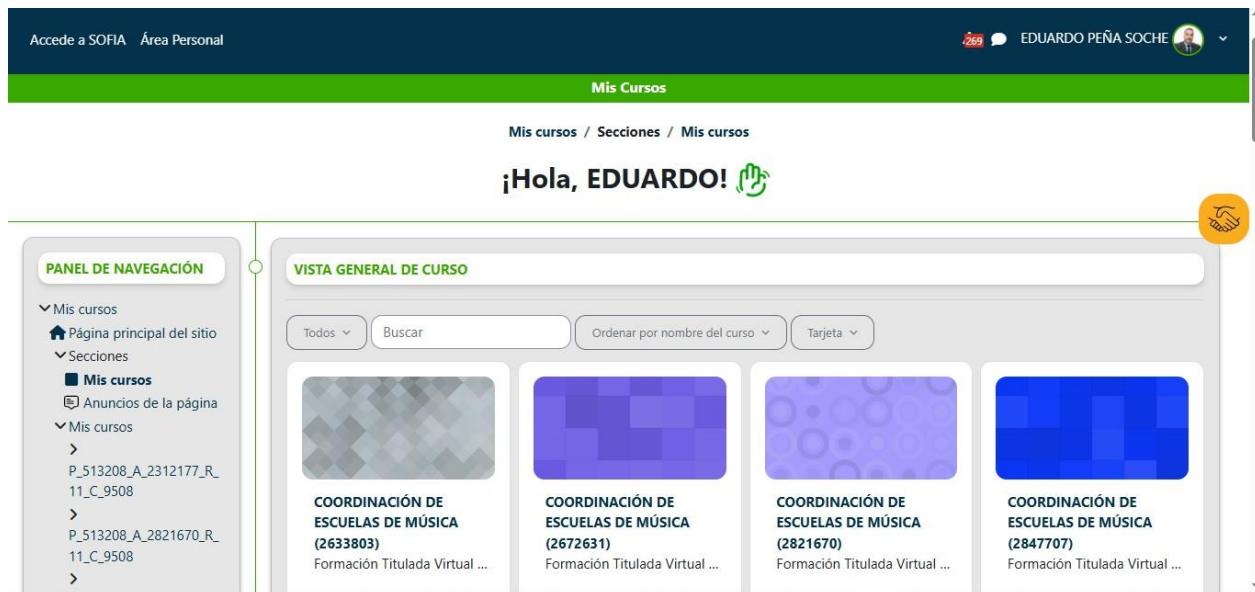 Accede a SOFIA Área Personal
269 EDUARDO PEÑA SOCHE
Mis Cursos
Mis cursos / Secciones / Mis cursos
¡Hola, EDUARDO!
PANEL DE NAVEGACIÓN
Mis cursos
Página principal del sitio
Secciones
Mis cursos
Anuncios de la página
Mis cursos
P_513208_A_2312177_R_
11_C_9508
P_513208_A_2821670_R_
11_C_9508
VISTA GENERAL DE CURSO
Todos
Buscar
Ordenar por nombre del curso
Tarjeta
COORDINACIÓN DE
ESCUELAS DE MÚSICA
(2633803)
Formación Titulada Virtual ...
COORDINACIÓN DE
ESCUELAS DE MÚSICA
(2672631)
Formación Titulada Virtual ...
COORDINACIÓN DE
ESCUELAS DE MÚSICA
(2821670)
Formación Titulada Virtual ...
COORDINACIÓN DE
ESCUELAS DE MÚSICA
(2847707)
Formación Titulada Virtual ...